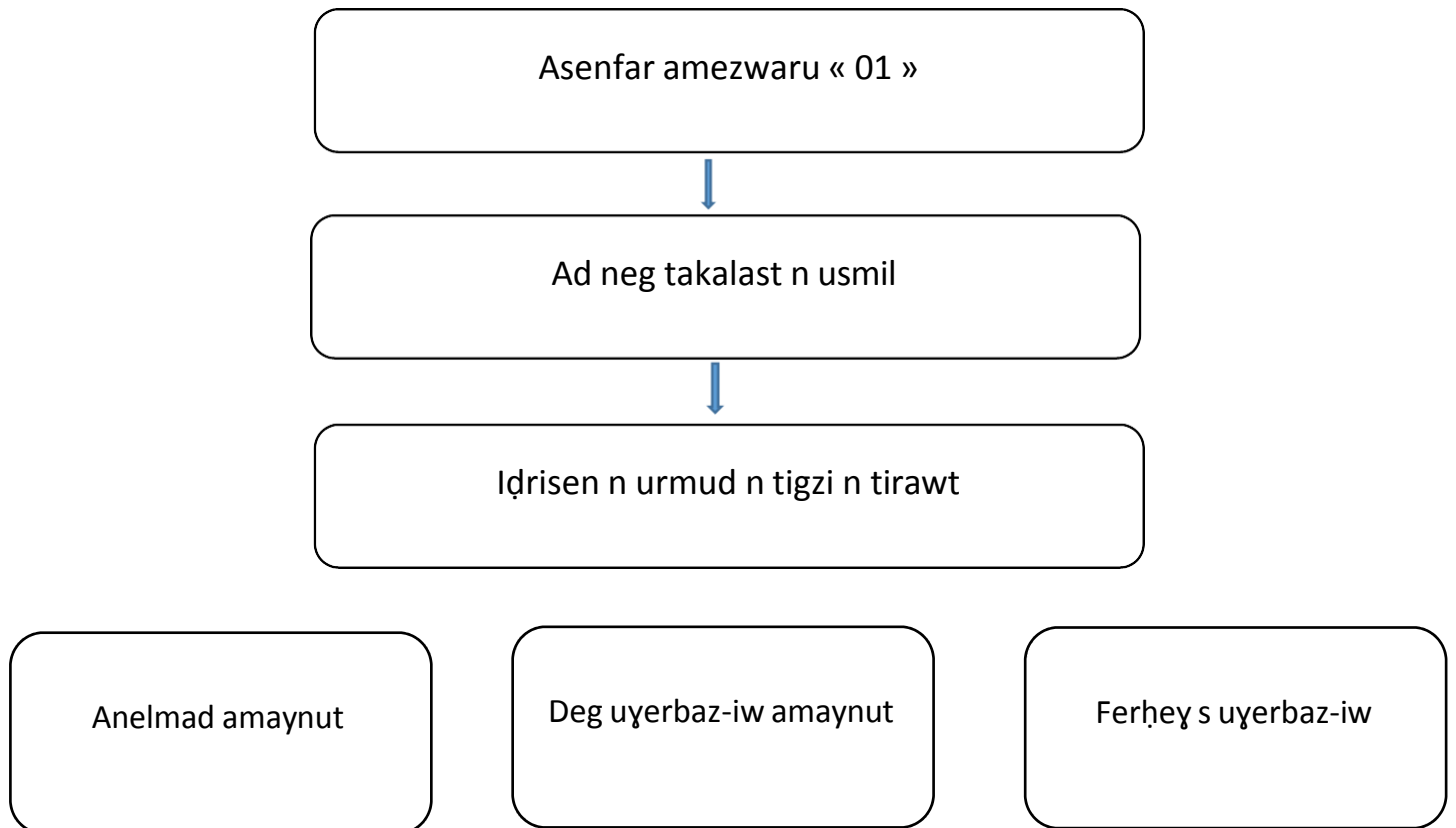 Asenfar amezwaru « 01 »
Ad neg takalast n usmil
Iḍrisen n urmud n tigzi n tirawt
Anelmad amaynut
Deg uɣerbaz-iw amaynut
Ferḥeɣ s uɣerbaz-iw